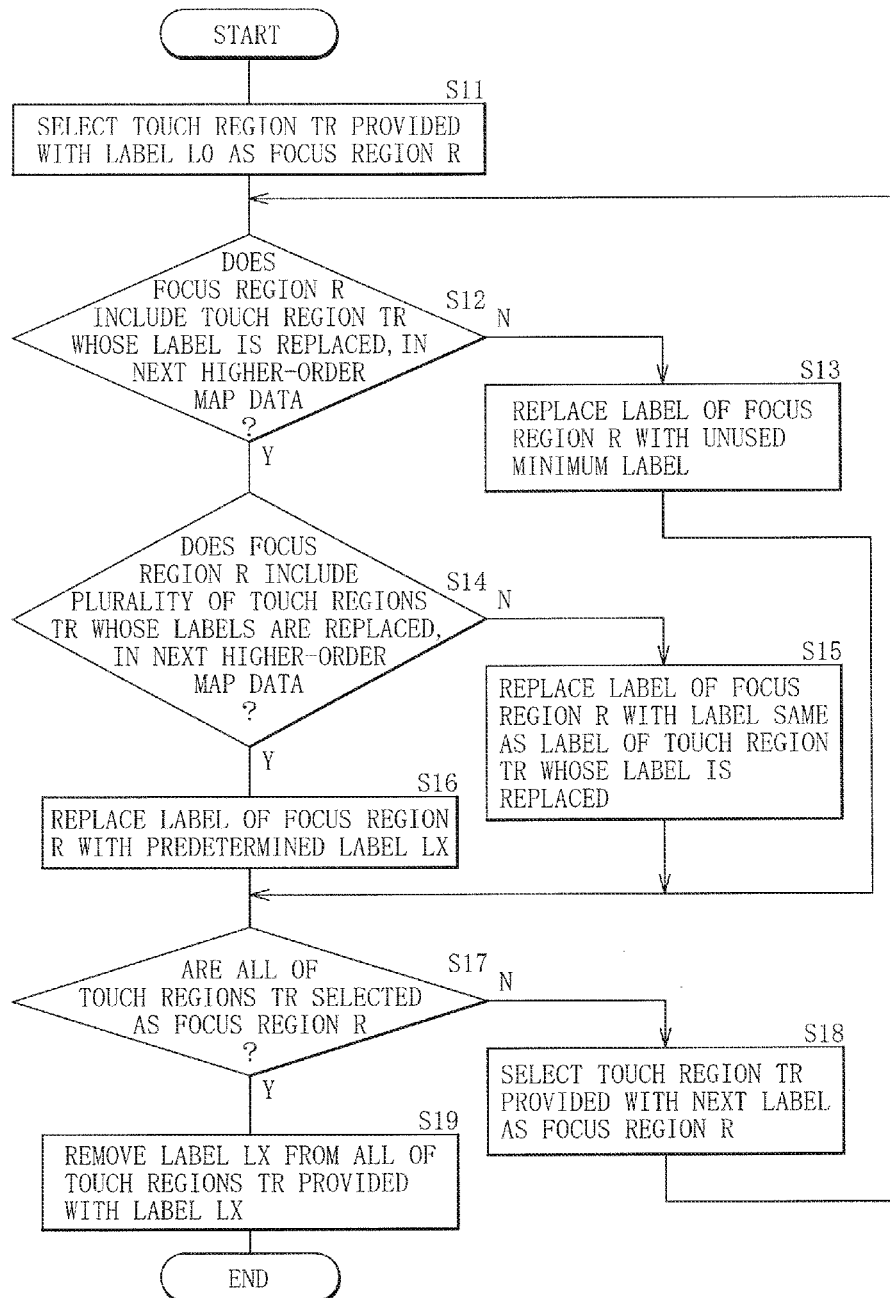 START
S11
SELECT TOUCH REGION TR PROVIDED
WITH LABEL L0 AS FOCUS REGION R
DOES
FOCUS REGION R
INCLUDE TOUCH REGION TR
WHOSE LABEL IS REPLACED, IN
NEXT HIGHER-ORDER
MAP DATA
?
S12
N
Y
S13
REPLACE LABEL OF FOCUS
REGION R WITH UNUSED
MINIMUM LABEL
DOES FOCUS
REGION R INCLUDE
PLURALITY OF TOUCH REGIONS
TR WHOSE LABELS ARE REPLACED,
IN NEXT HIGHER-ORDER
MAP DATA
?
S14
N
Y
S15
REPLACE LABEL OF FOCUS
REGION R WITH LABEL SAME
AS LABEL OF TOUCH REGION
TR WHOSE LABEL IS
REPLACED
S16
REPLACE LABEL OF FOCUS REGION
R WITH PREDETERMINED LABEL LX
ARE ALL OF
TOUCH REGIONS TR SELECTED
AS FOCUS REGION R
?
S17
N
Y
S18
SELECT TOUCH REGION TR
PROVIDED WITH NEXT LABEL
AS FOCUS REGION R
S19
REMOVE LABEL LX FROM ALL OF
TOUCH REGIONS TR PROVIDED
WITH LABEL LX
END